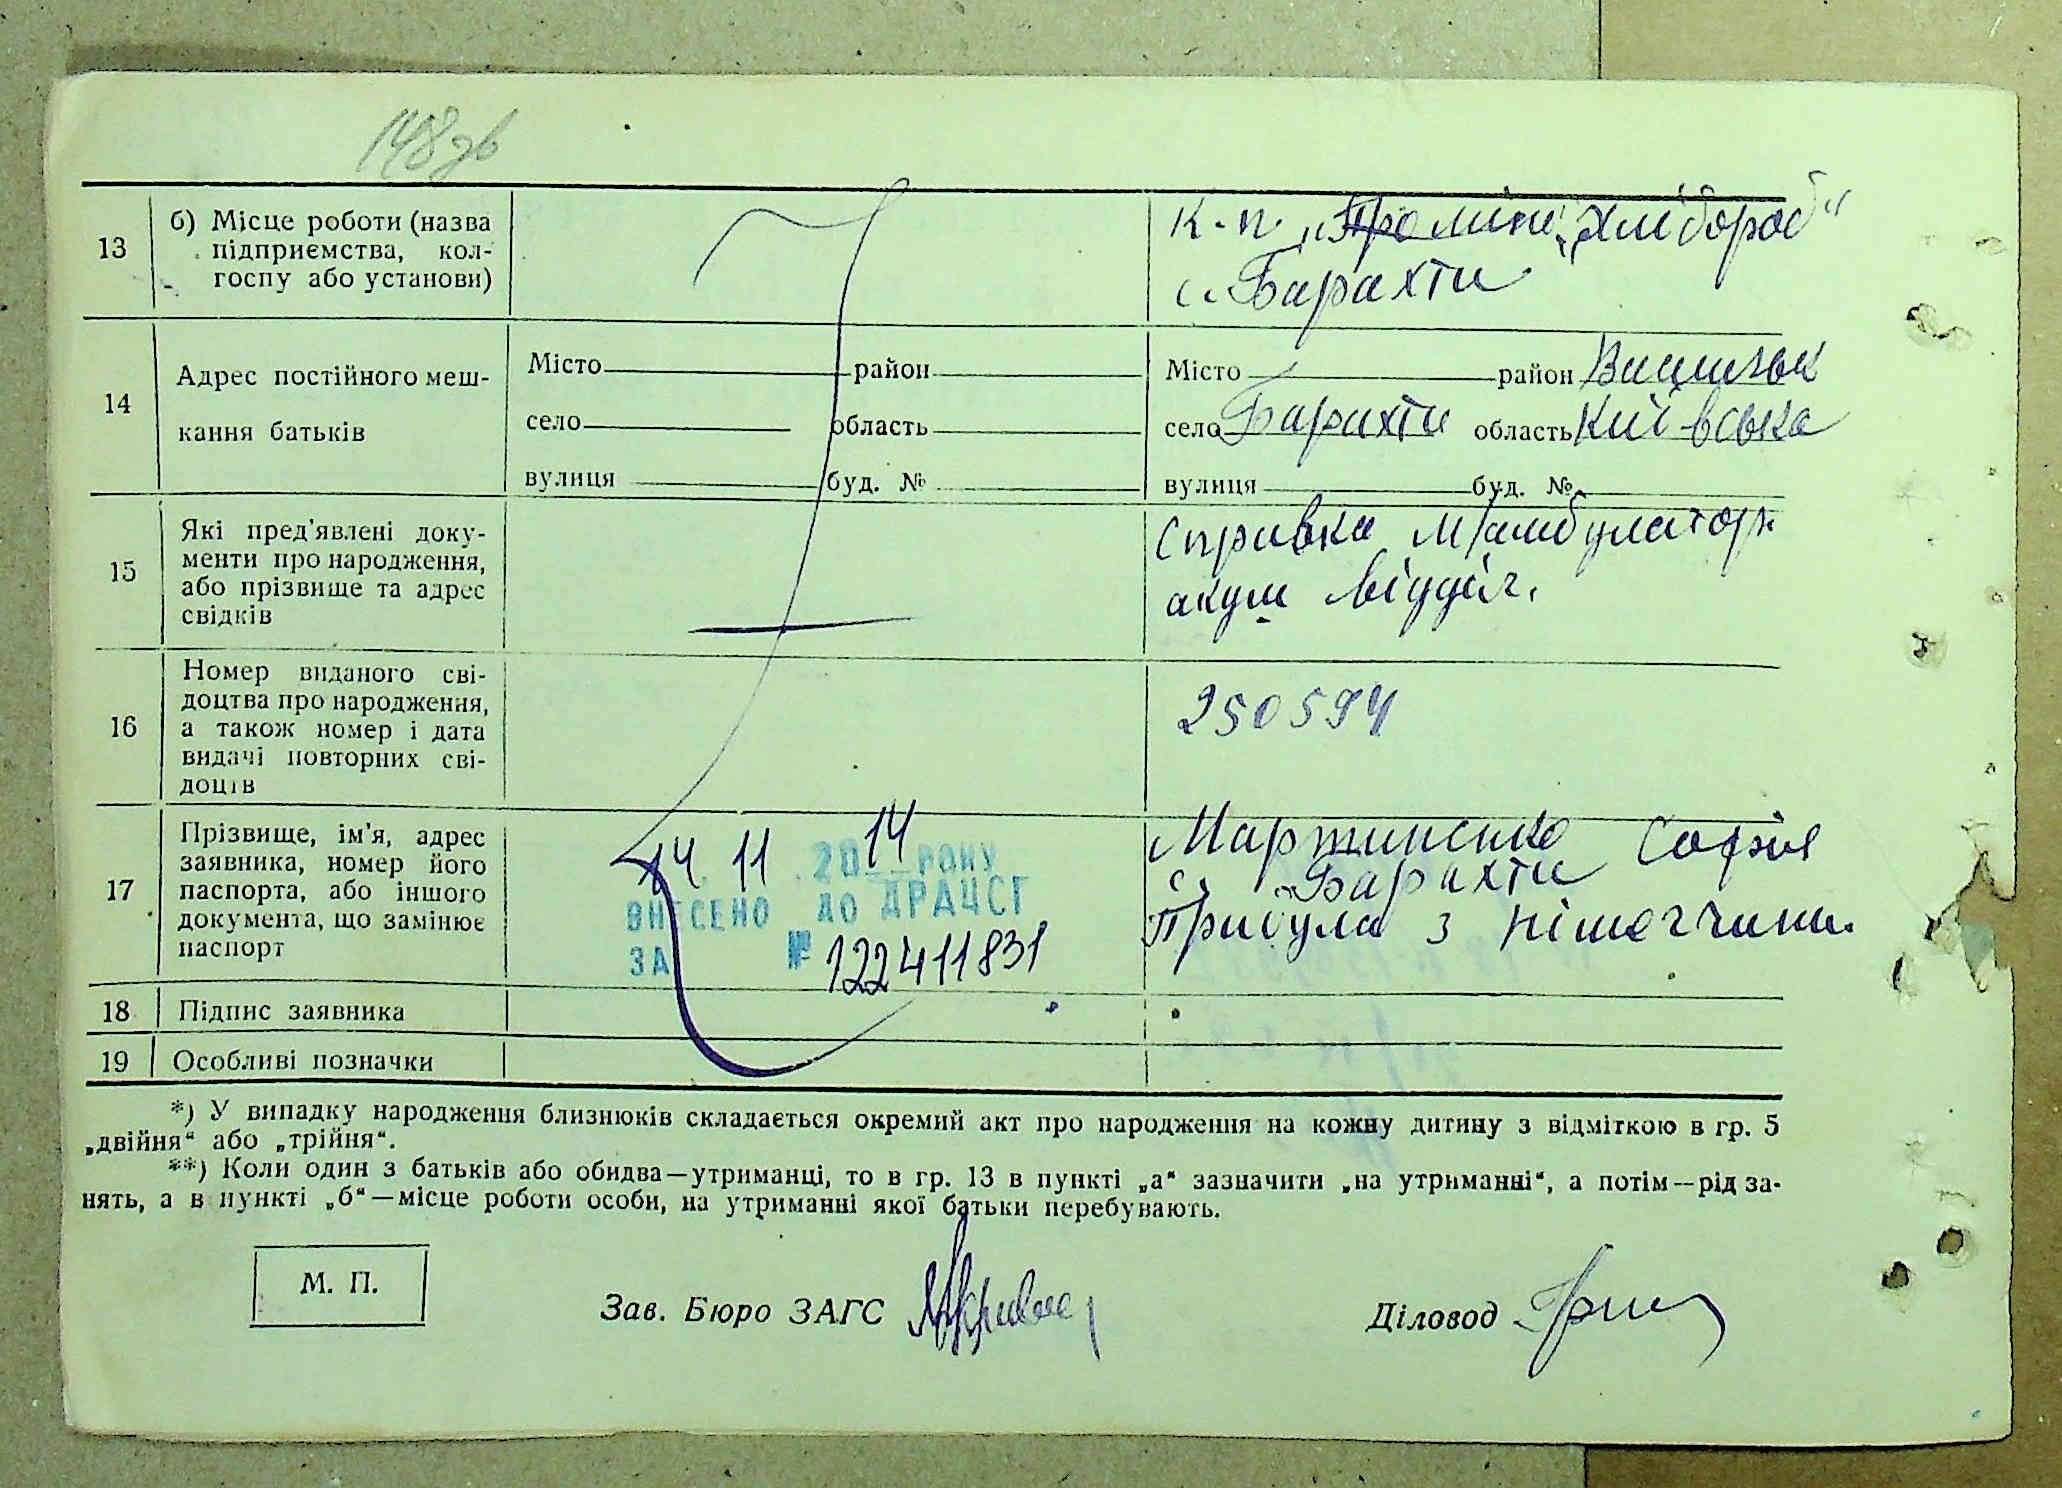 148 зв
13 б) Місце роботи (назва
підприємства, кол-
госпу або установи)
к-п „Промінь“ „хлібороб“
с. Барахти
14 Адрес постійного меш-
кання батьків
Місто район
село область
вулиця буд. №
Місто район Васильк
село Барахти область Київська
вулиця буд. №
15 Які пред'явлені доку-
менти про народження,
або прізвище та адрес
свідків
Справка м/амбулатор
акуш відділ.
16 Номер виданого сві-
доцтва про народження,
а також номер і дата
видачі повторних сві-
доцтв
250594
17 Прізвище, ім'я, адрес
заявника, номер його
паспорта, або іншого
документа, що замінює
паспорт
14. 11 .2014 РОКУ
ВНЕСЕНО ДО ДРАЦСГ
ЗА № 122411831
Мартиненко Софія
с. Барахти
Прибула з Німеччини.
18 Підпис заявника
19 Особливі позначки
*) У випадку народження близнюків складається окремий акт про народження на кожну дитину з відміткою в гр. 5
„двійня“ або „трійня“.
**) Коли один з батьків або обидва—утриманці, то в гр. 13 в пункті „а“ зазначити „на утриманні“, а потім—рід за-
нять, а в пункті „б“—місце роботи особи, на утриманні якої батьки перебувають.
М. П.
Зав. Бюро ЗАГС
Діловод